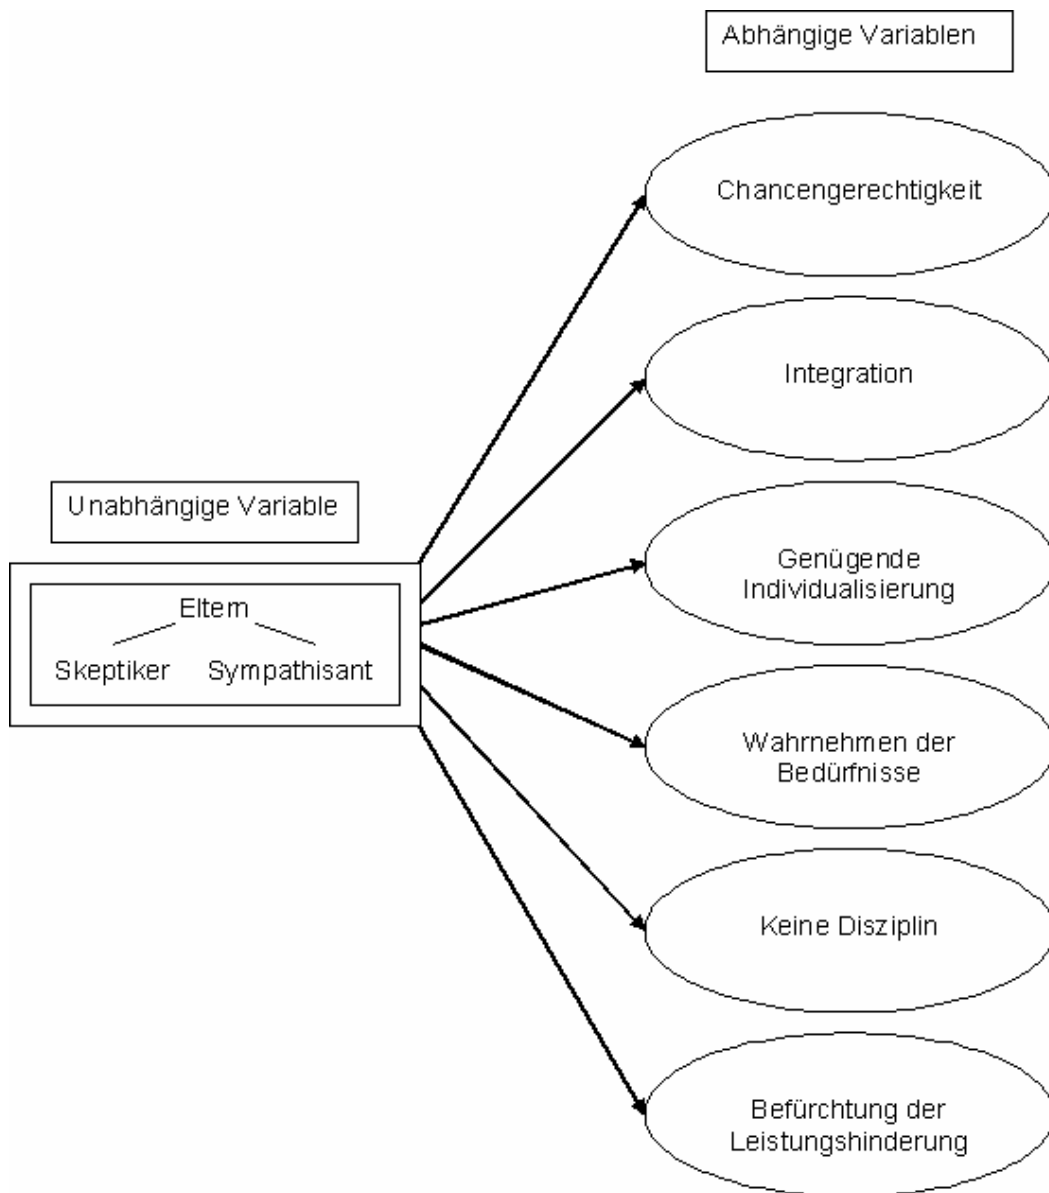 Abhängige Variablen
Chancengerechtigkeit
Integration
Unabhängige Variable
Eltern
Skeptiker Sympathisant
Genügende
Individualisierung
Wahrnehmen der
Bedürfnisse
Keine Disziplin
Befürchtung der
Leistungshinderung